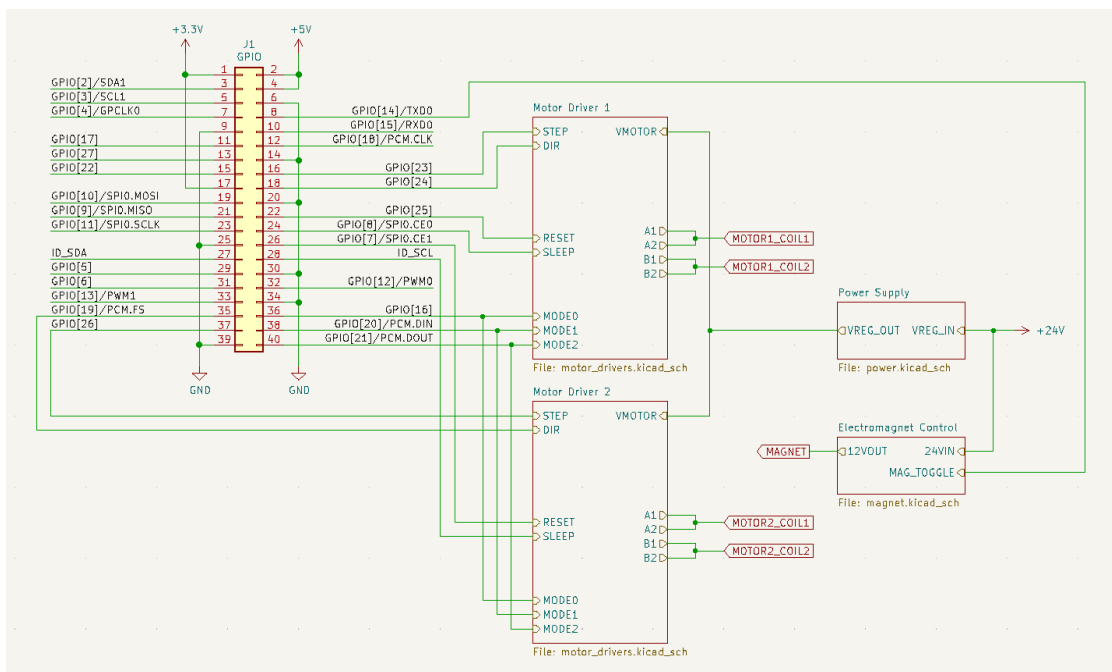 +3.3V
+5V
J1
GPIO
1 2
GPIO[2]/SDA1 3 4
GPIO[3]/SCL1 5 6
GPIO[4]/GPCLK0 7 8 GPIO[14]/TXD0
9 10 GPIO[15]/RXD0
GPIO[17] 11 12 GPIO[18]/PCM.CLK
GPIO[27] 13 14
GPIO[22] 15 16 GPIO[23]
17 18 GPIO[24]
GPIO[10]/SPI0.MOSI 19 20
GPIO[9]/SPI0.MISO 21 22 GPIO[25]
GPIO[11]/SPI0.SCLK 23 24 GPIO[8]/SPI0.CE0
25 26 GPIO[7]/SPI0.CE1
ID_SDA 27 28 ID_SCL
GPIO[5] 29 30
GPIO[6] 31 32 GPIO[12]/PWM0
GPIO[13]/PWM1 33 34
GPIO[19]/PCM.FS 35 36 GPIO[16]
GPIO[26] 37 38 GPIO[20]/PCM.DIN
39 40 GPIO[21]/PCM.DOUT
GND
GND
Motor Driver 1
STEP VMOTOR
DIR
RESET A1
SLEEP A2
B1
B2
MOTOR1_COIL1
MOTOR1_COIL2
MODE0
MODE1
MODE2
File: motor_drivers.kicad_sch
Motor Driver 2
STEP VMOTOR
DIR
RESET A1
SLEEP A2
B1
B2
MOTOR2_COIL1
MOTOR2_COIL2
MODE0
MODE1
MODE2
File: motor_drivers.kicad_sch
Power Supply
VREG_OUT VREG_IN
+24V
File: power.kicad_sch
Electromagnet Control
MAGNET
12VOUT 24VIN
MAG_TOGGLE
File: magnet.kicad_sch